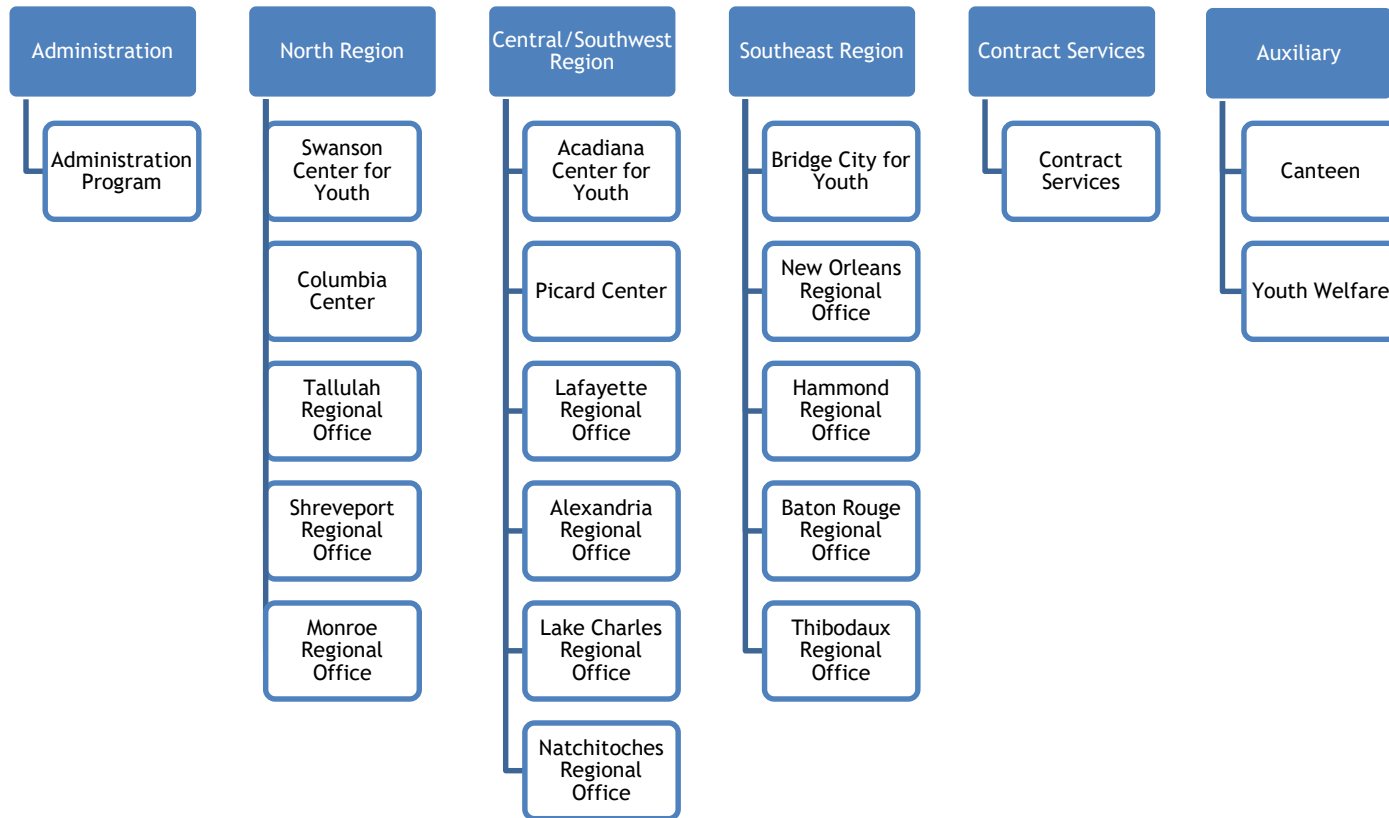 Administration
Administration
Program
North Region
Swanson
Center for
Youth
Columbia
Center
Tallulah
Regional
Office
Shreveport
Regional
Office
Monroe
Regional
Office
Central/Southwest
Region
Acadiana
Center for
Youth
Picard Center
Lafayette
Regional
Office
Alexandria
Regional
Office
Lake Charles
Regional
Office
Natchitoches
Regional
Office
Southeast Region
Bridge City for
Youth
New Orleans
Regional
Office
Hammond
Regional
Office
Baton Rouge
Regional
Office
Thibodaux
Regional
Office
Contract Services
Contract
Services
Auxiliary
Canteen
Youth Welfare